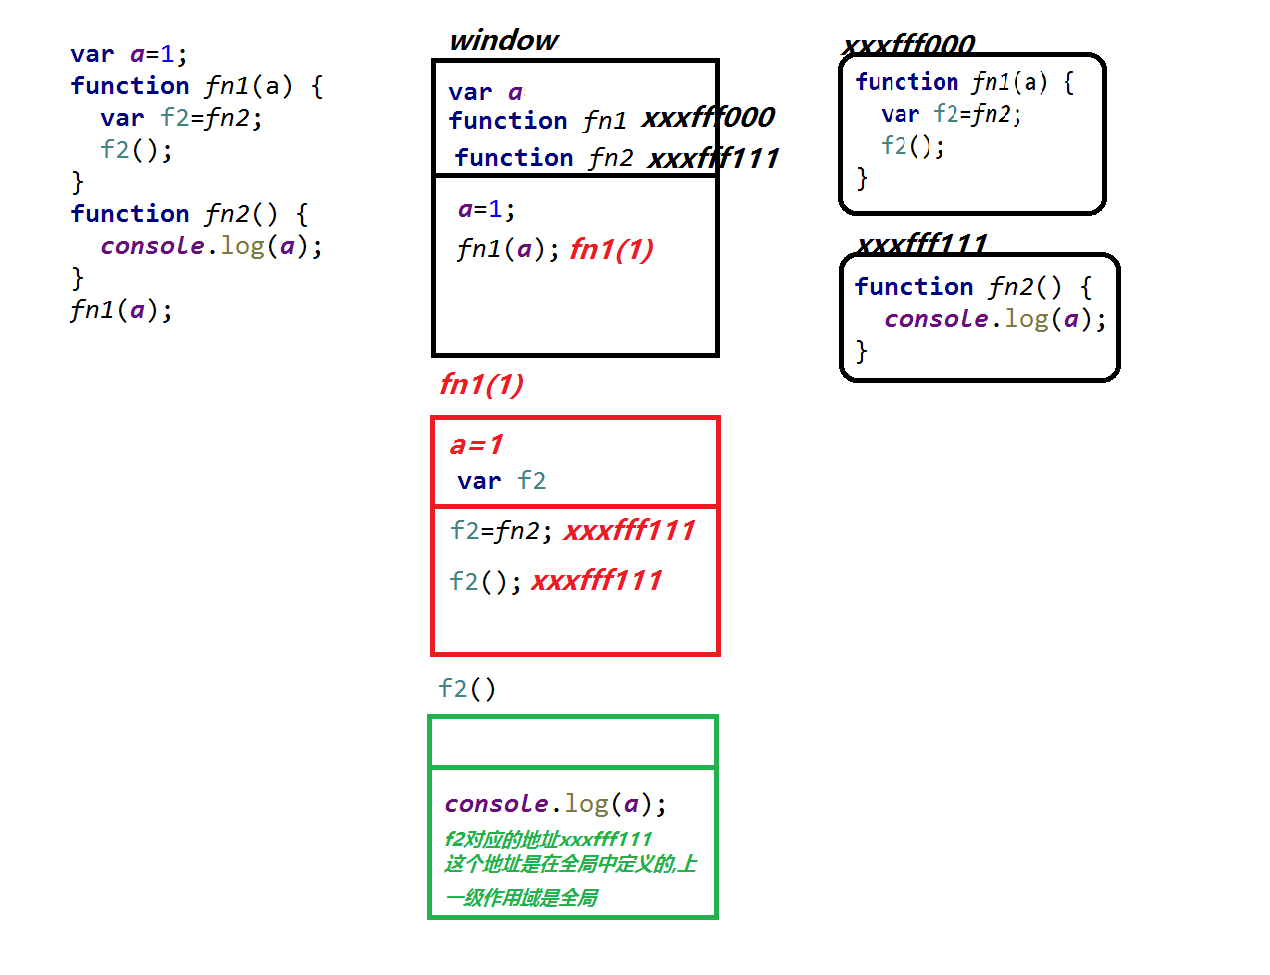 var a=1;
function fn1(a) {
  var f2=fn2;
  f2();
}
function fn2() {
  console.log(a);
}
fn1(a);
window
var a
function fn1 xxxfff000
function fn2 xxxfff111
a=1;
fn1(a); fn1(1)
fn1(1)
a=1
var f2
f2=fn2; xxxfff111
f2(); xxxfff111
f2()
console.log(a);
f2对应的地址xxxfff111
这个地址是在全局中定义的,上
一级作用域是全局
xxxfff000
function fn1(a) {
  var f2=fn2;
  f2();
}
xxxfff111
function fn2() {
  console.log(a);
}